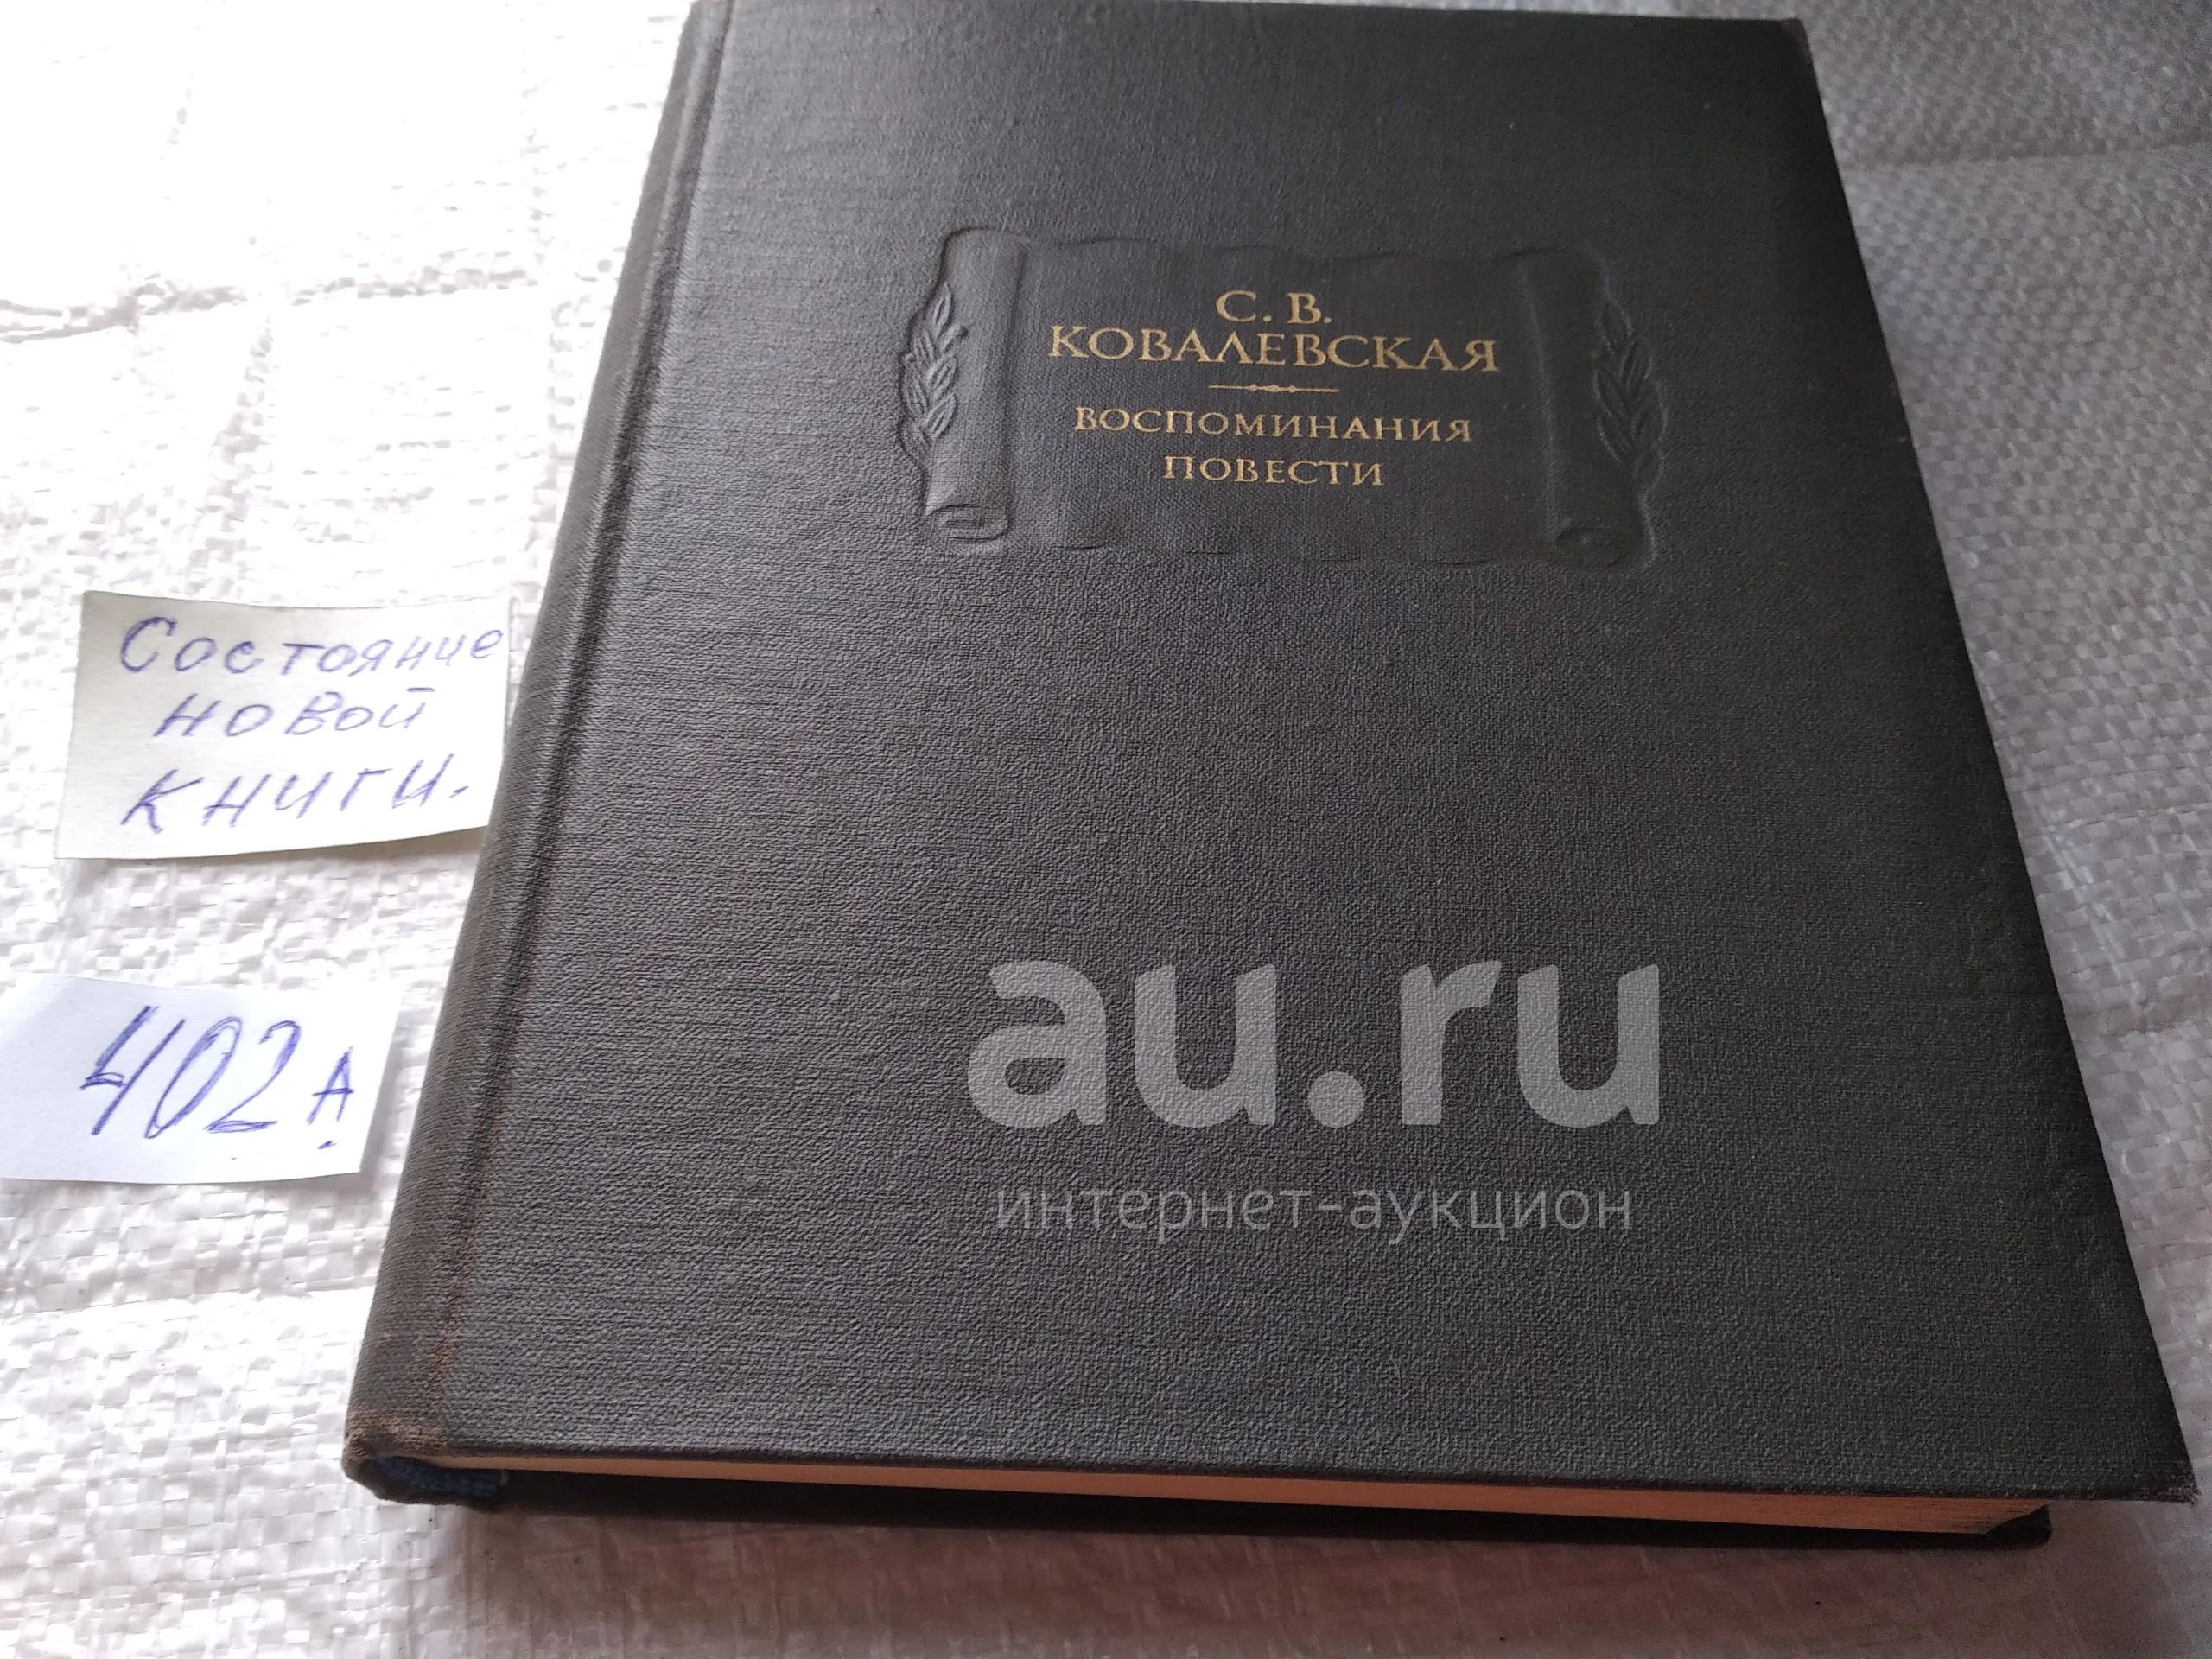 С. В.
КОВАЛЕВСКАЯ
ВОСПОМИНАНИЯ
ПОВЕСТИ
Состояние
новой
книги.
402А
au.ru
интернет-аукцион